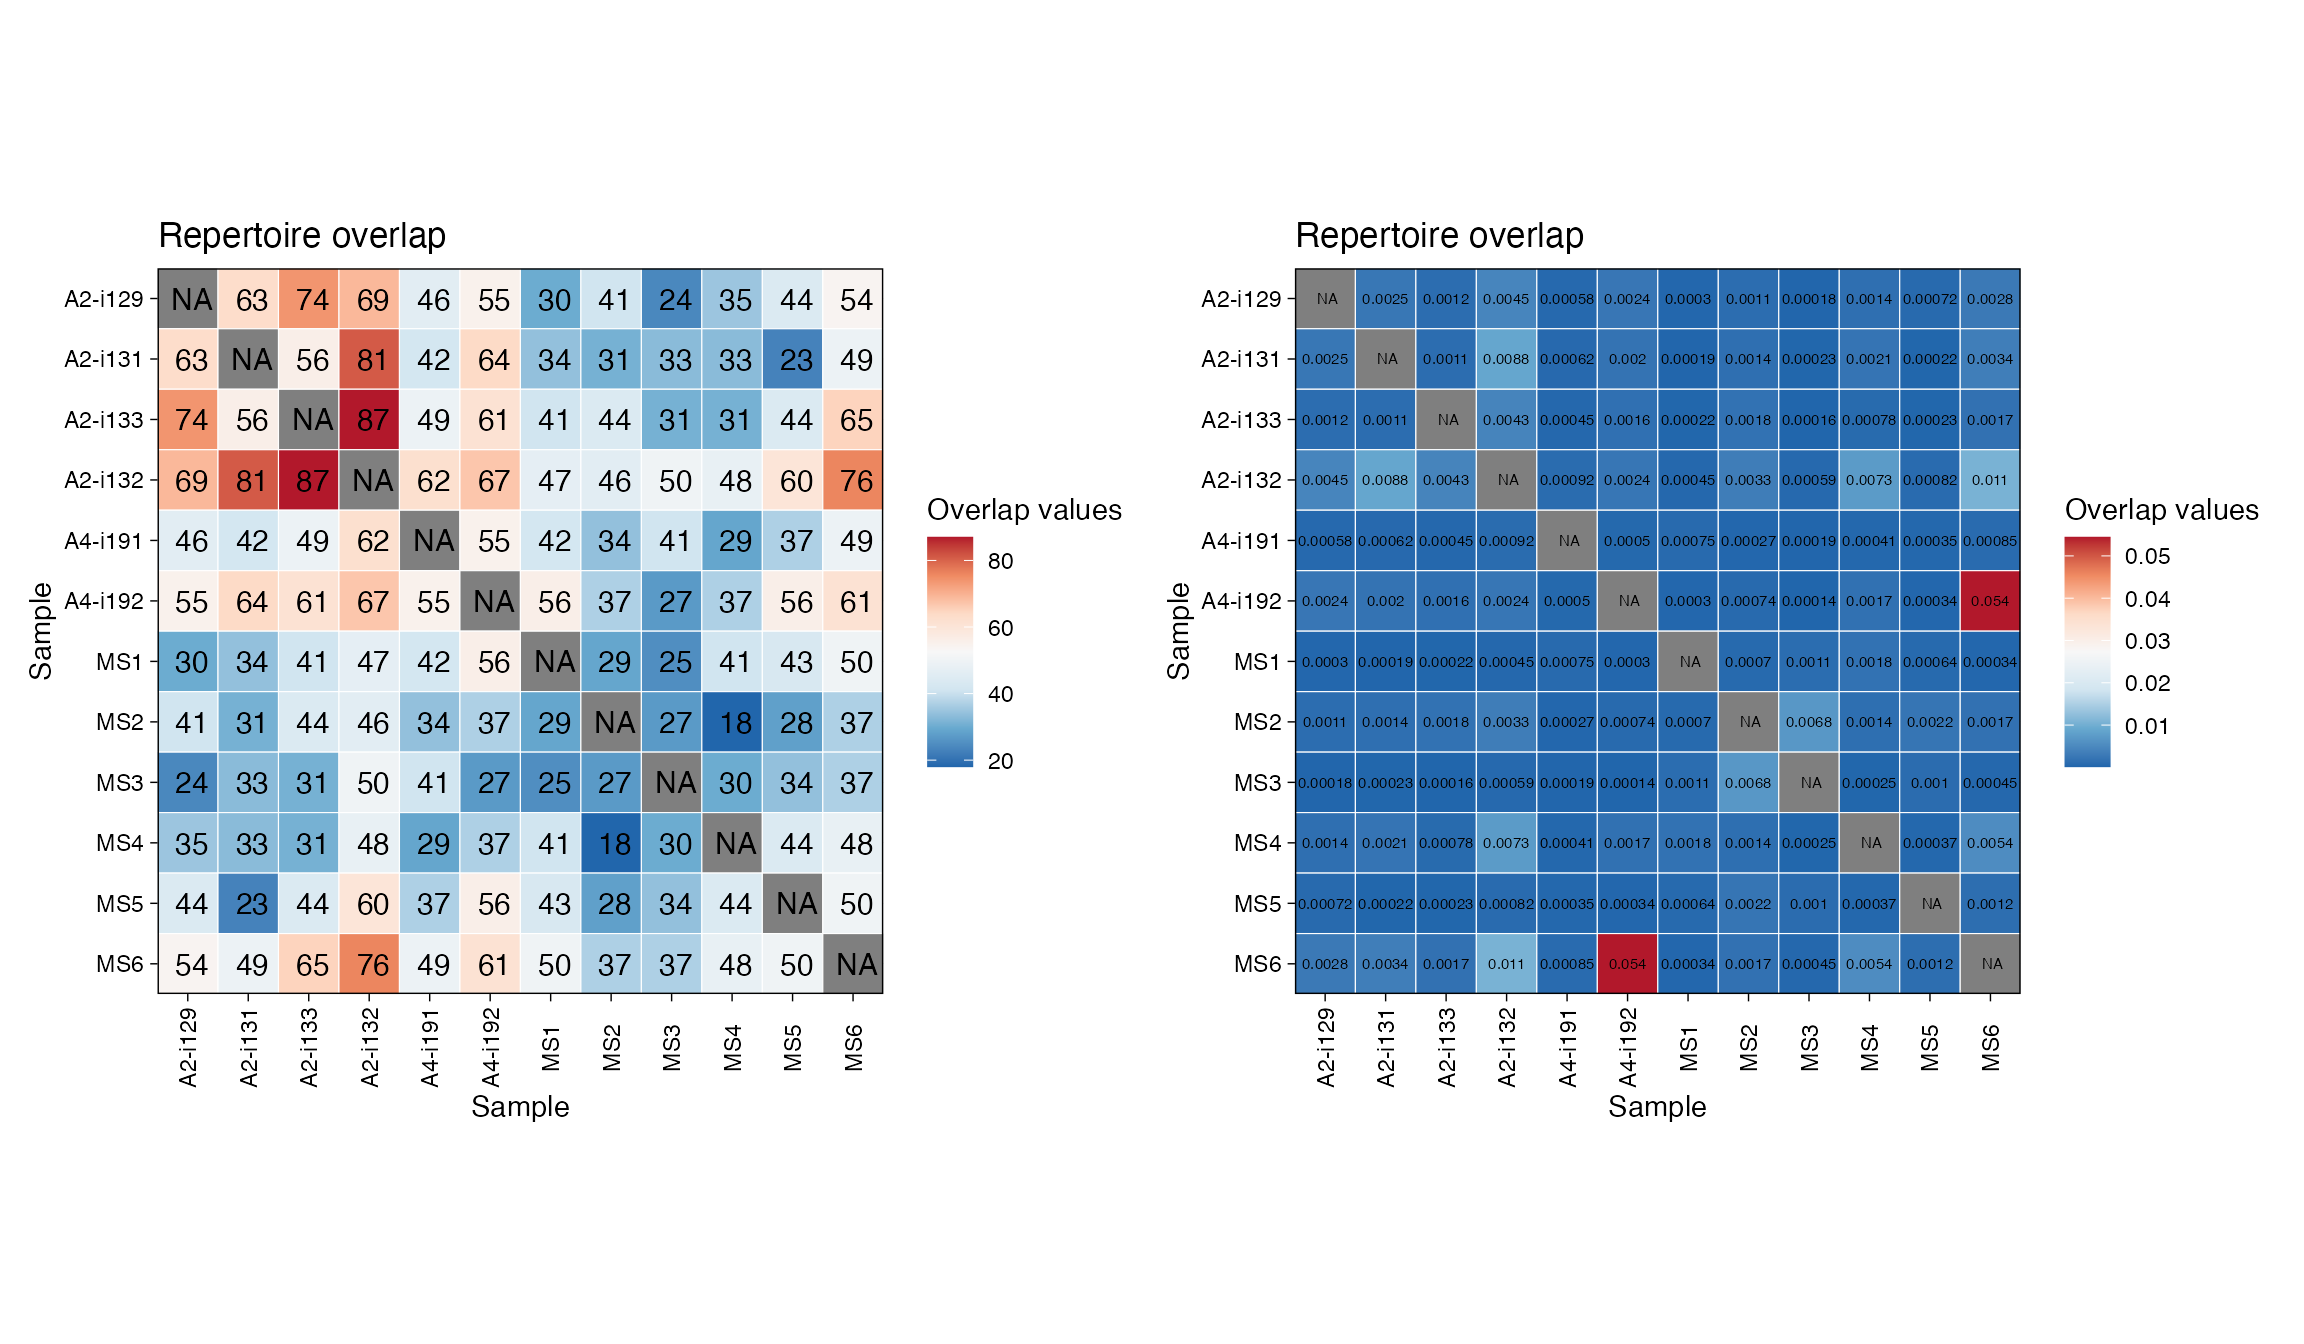 Repertoire overlap
A2-i129 NA 63 74 69 46 55 30 41 24 35 44 54
A2-i131 63 NA 56 81 42 64 34 31 33 33 23 49
A2-i133 74 56 NA 87 49 61 41 44 31 31 44 65
A2-i132 69 81 87 NA 62 67 47 46 50 48 60 76
A4-i191 46 42 49 62 NA 55 42 34 41 29 37 49
A4-i192 55 64 61 67 55 NA 56 37 27 37 56 61
MS1 30 34 41 47 42 56 NA 29 25 41 43 50
MS2 41 31 44 46 34 37 29 NA 27 18 28 37
MS3 24 33 31 50 41 27 25 27 NA 30 34 37
MS4 35 33 31 48 29 37 41 18 30 NA 44 48
MS5 44 23 44 60 37 56 43 28 34 44 NA 50
MS6 54 49 65 76 49 61 50 37 37 48 50 NA
A2-i129 A2-i131 A2-i133 A2-i132 A4-i191 A4-i192 MS1 MS2 MS3 MS4 MS5 MS6
Sample
Sample
Overlap values
80
60
40
20
Repertoire overlap
A2-i129 NA 0.0025 0.0012 0.0045 0.00058 0.0024 0.0003 0.0011 0.00018 0.0014 0.00072 0.0028
A2-i131 0.0025 NA 0.0011 0.0088 0.00062 0.002 0.00019 0.0014 0.00023 0.0021 0.00022 0.0034
A2-i133 0.0012 0.0011 NA 0.0043 0.00045 0.0016 0.00022 0.0018 0.00016 0.00078 0.00023 0.0017
A2-i132 0.0045 0.0088 0.0043 NA 0.00092 0.0024 0.00045 0.0033 0.00059 0.0073 0.00082 0.011
A4-i191 0.00058 0.00062 0.00045 0.00092 NA 0.0005 0.00075 0.00027 0.00019 0.00041 0.00035 0.00085
A4-i192 0.0024 0.002 0.0016 0.0024 0.0005 NA 0.0003 0.00074 0.00014 0.0017 0.00034 0.054
MS1 0.0003 0.00019 0.00022 0.00045 0.00075 0.0003 NA 0.0007 0.0011 0.0018 0.00064 0.00034
MS2 0.0011 0.0014 0.0018 0.0033 0.00027 0.00074 0.0007 NA 0.0068 0.0014 0.0022 0.0017
MS3 0.00018 0.00023 0.00016 0.00059 0.00019 0.00014 0.0011 0.0068 NA 0.00025 0.001 0.00045
MS4 0.0014 0.0021 0.00078 0.0073 0.00041 0.0017 0.0018 0.0014 0.00025 NA 0.00037 0.0054
MS5 0.00072 0.00022 0.00023 0.00082 0.00035 0.00034 0.00064 0.0022 0.001 0.00037 NA 0.0012
MS6 0.0028 0.0034 0.0017 0.011 0.00085 0.054 0.00034 0.0017 0.00045 0.0054 0.0012 NA
A2-i129 A2-i131 A2-i133 A2-i132 A4-i191 A4-i192 MS1 MS2 MS3 MS4 MS5 MS6
Sample
Sample
Overlap values
0.05
0.04
0.03
0.02
0.01